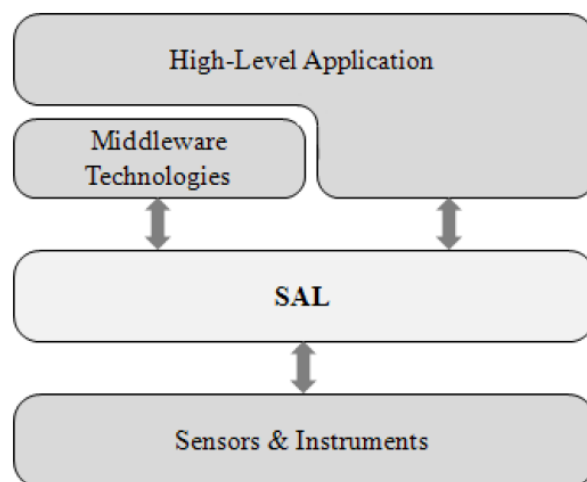 High-Level Application
Middleware
Technologies
SAL
Sensors & Instruments